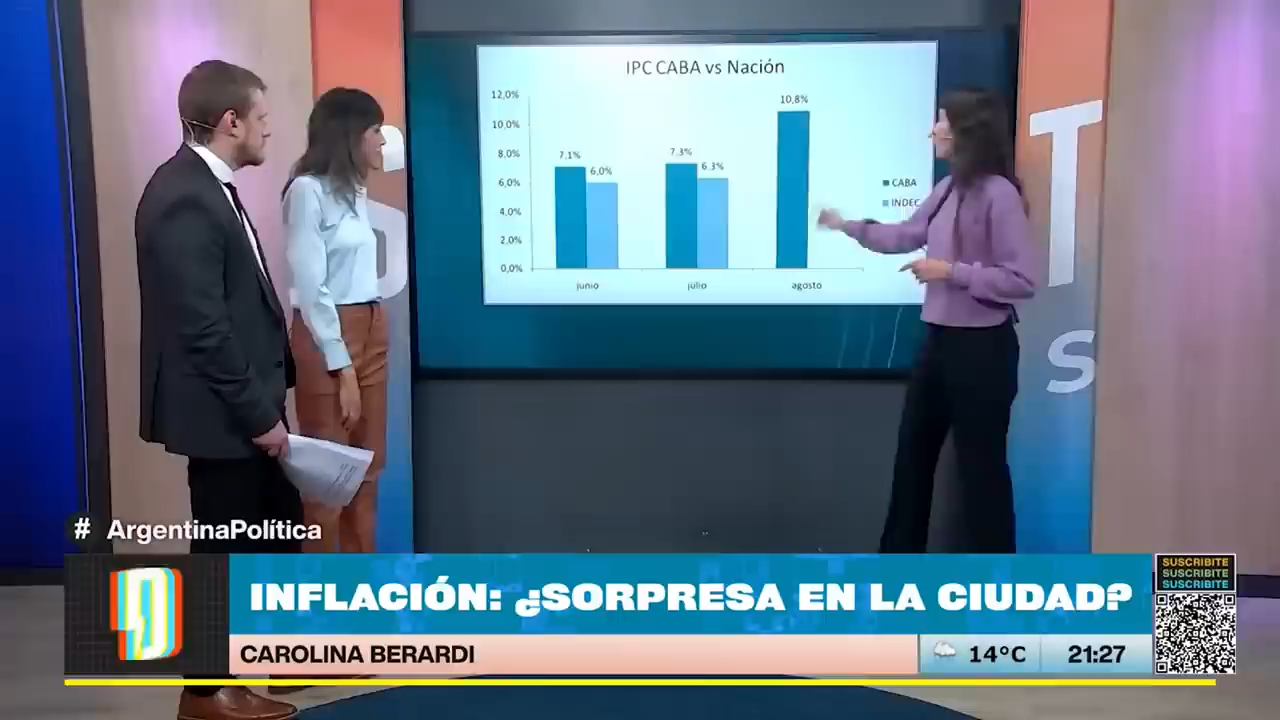 IPC CABA vs Nación
12,0%
10,0%
8,0%
6,0%
4,0%
2,0%
0,0%
7,1%
6,0%
7,3%
6,3%
10,8%
junio
julio
agosto
CABA
INDEC
T
S
# ArgentinaPolítica
INFLACIÓN: ¿SORPRESA EN LA CIUDAD?
CAROLINA BERARDI
14°C
21:27
SUSCRIBITE
SUSCRIBITE
SUSCRIBITE